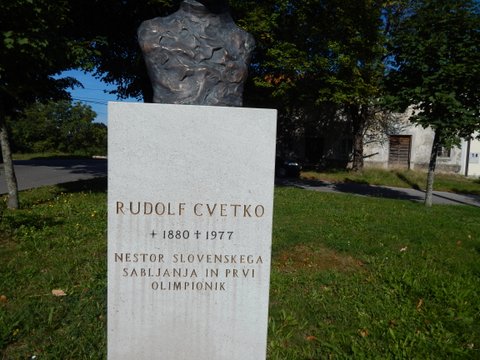 RUDOLF CVETKO
+ 1880 † 1977
NESTOR SLOVENSKEGA
SABLJANJA IN PRVI
OLIMPIONIK